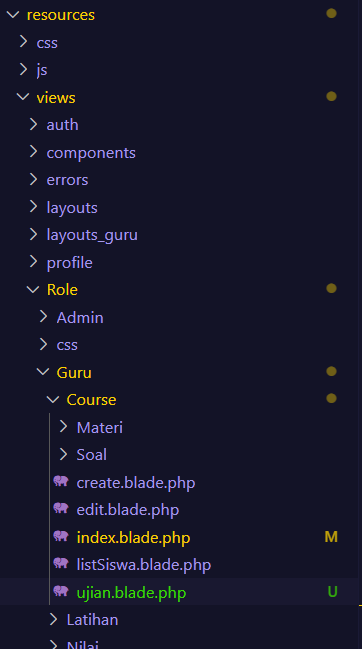 resources
css
js
views
auth
components
errors
layouts
layouts_guru
profile
Role
Admin
css
Guru
Course
Materi
Soal
create.blade.php
edit.blade.php
index.blade.php M
listSiswa.blade.php
ujian.blade.php U
Latihan
Nilai